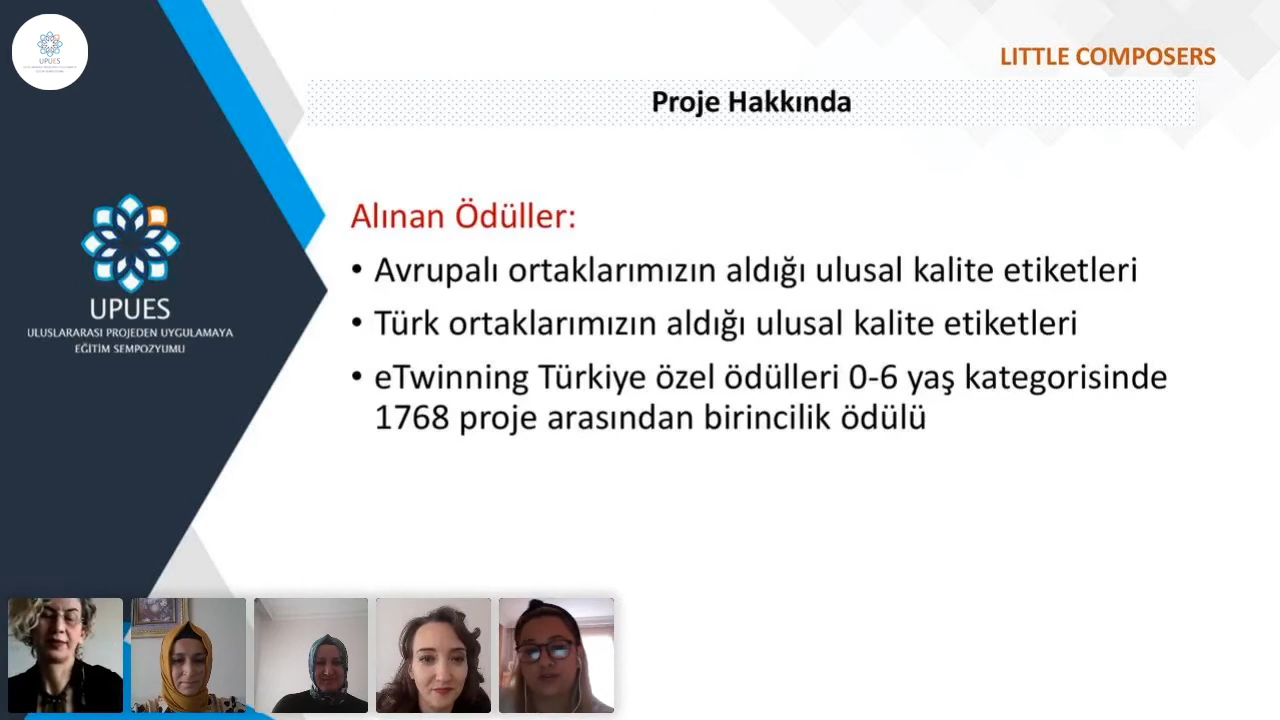 UPUES
LITTLE COMPOSERS
Proje Hakkında
Alınan Ödüller:
• Avrupalı ortaklarımızın aldığı ulusal kalite etiketleri
• Türk ortaklarımızın aldığı ulusal kalite etiketleri
• eTwinning Türkiye özel ödülleri 0-6 yaş kategorisinde
1768 proje arasından birincilik ödülü
UPUES
ULUSLARARASI PROJEDEN UYGULAMAYA
EĞİTİM SEMPOZYUMU